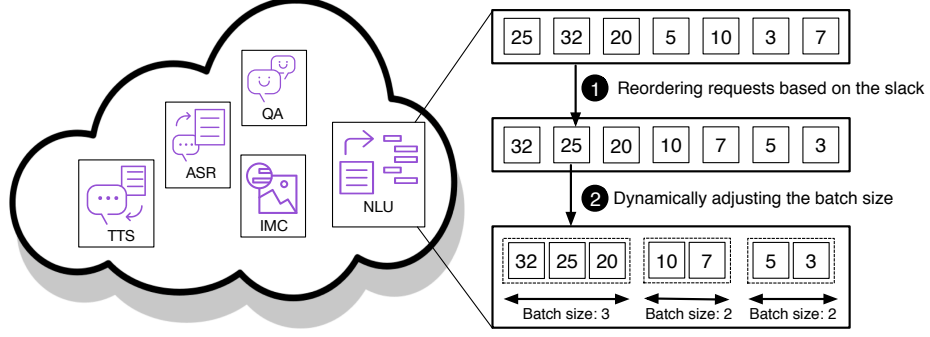 QA
ASR
TTS
IMC
NLU
25 32 20 5 10 3 7
1 Reordering requests based on the slack
32 25 20 10 7 5 3
2 Dynamically adjusting the batch size
32 25 20 10 7 5 3
Batch size: 3 Batch size: 2 Batch size: 2